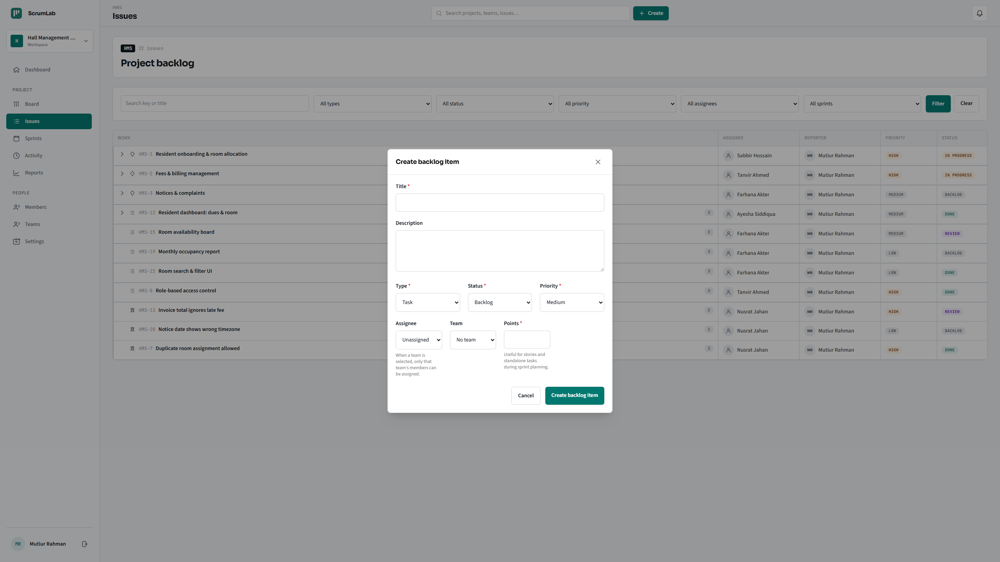 ScrumLab
H
Hall Management ...
Workspace
Dashboard
PROJECT
Board
Issues
Sprints
Activity
Reports
PEOPLE
Members
Teams
Settings
MR
Mutiur Rahman
HMS
Issues
Search projects, teams, issues...
+ Create
HMS 22 issues
Project backlog
Search key or title
All types
All status
All priority
All assignees
All sprints
Filter
Clear
WORK ASSIGNEE REPORTER PRIORITY STATUS
HMS-1 Resident onboarding & room allocation Sabbir Hossain MR Mutiur Rahman HIGH IN PROGRESS
HMS-2 Fees & billing management Tanvir Ahmed MR Mutiur Rahman HIGH IN PROGRESS
HMS-3 Notices & complaints Farhana Akter MR Mutiur Rahman MEDIUM BACKLOG
HMS-12 Resident dashboard: dues & room 3 Ayesha Siddiqua MR Mutiur Rahman MEDIUM DONE
HMS-15 Room availability board 3 Farhana Akter MR Mutiur Rahman MEDIUM REVIEW
HMS-19 Monthly occupancy report 3 Farhana Akter MR Mutiur Rahman LOW BACKLOG
HMS-22 Room search & filter UI 3 Farhana Akter MR Mutiur Rahman LOW DONE
HMS-8 Role-based access control 3 Tanvir Ahmed MR Mutiur Rahman HIGH DONE
HMS-13 Invoice total ignores late fee 2 Nusrat Jahan MR Mutiur Rahman HIGH REVIEW
HMS-20 Notice date shows wrong timezone 1 Nusrat Jahan MR Mutiur Rahman LOW BACKLOG
HMS-7 Duplicate room assignment allowed 2 Nusrat Jahan MR Mutiur Rahman HIGH DONE
Create backlog item
Title *
Description
Type * Status * Priority *
Task Backlog Medium
Assignee Team Points *
Unassigned No team
When a team is
selected, only that
team's members can
be assigned.
Useful for stories and
standalone tasks
during sprint planning.
Cancel
Create backlog item